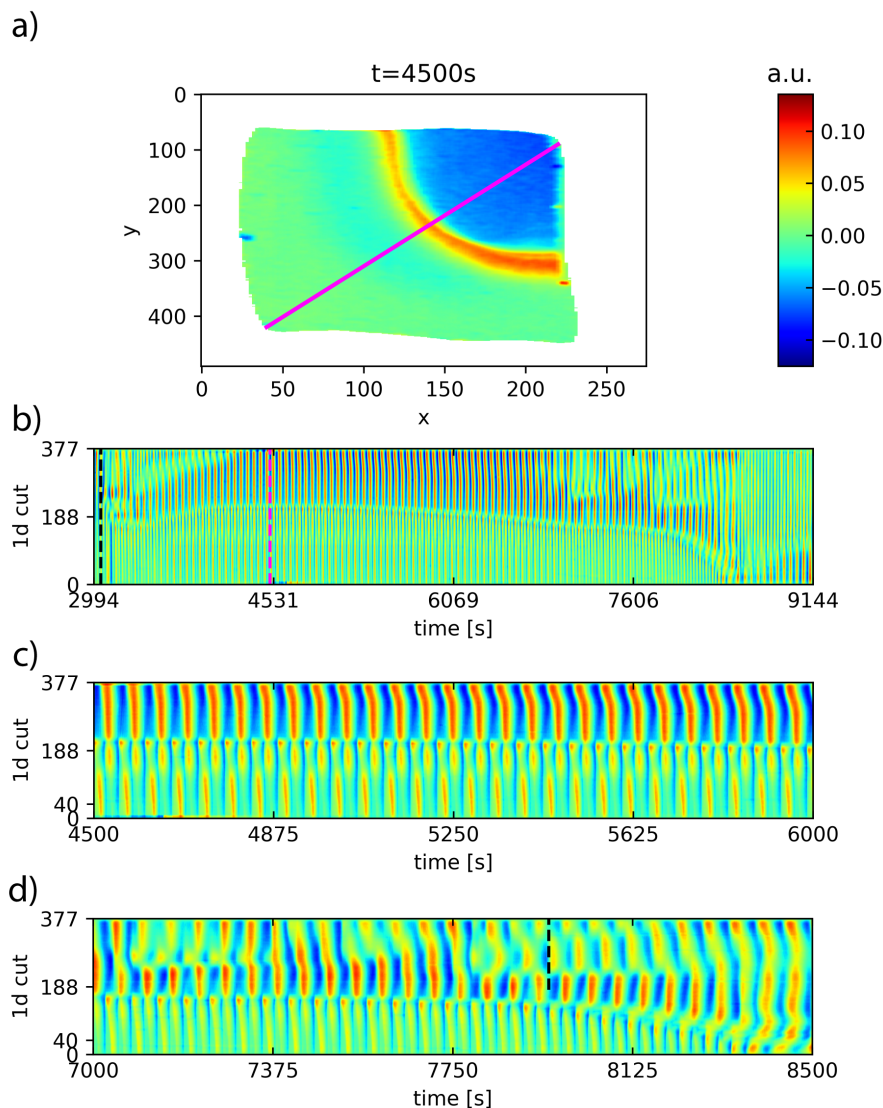 a)
t=4500s
a.u.
0
100
200
300
400
y
0 50 100 150 200 250
x
0.10
0.05
0.00
−0.05
−0.10
b)
377
188
0
1d cut
2994 4531 6069 7606 9144
time [s]
c)
377
188
40
0
1d cut
4500 4875 5250 5625 6000
time [s]
d)
377
188
40
0
1d cut
7000 7375 7750 8125 8500
time [s]